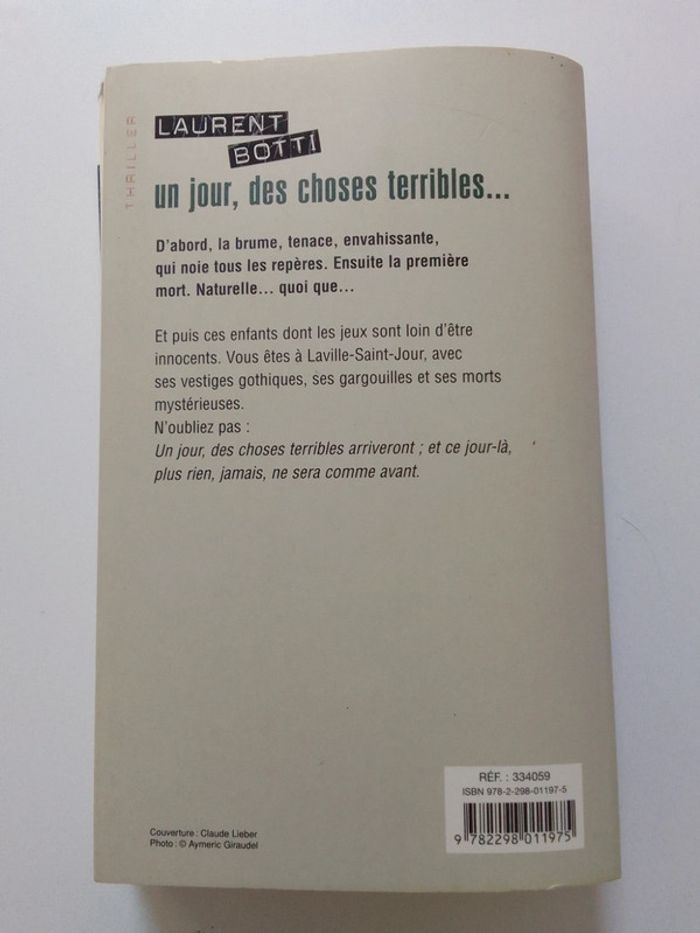 THRILLER
LAURENT
BOTTI
un jour, des choses terribles...
D'abord, la brume, tenace, envahissante,
qui noie tous les repères. Ensuite la première
mort. Naturelle... quoi que...
Et puis ces enfants dont les jeux sont loin d'être
innocents. Vous êtes à Laville-Saint-Jour, avec
ses vestiges gothiques, ses gargouilles et ses morts
mystérieuses.
N'oubliez pas :
Un jour, des choses terribles arriveront ; et ce jour-là,
plus rien, jamais, ne sera comme avant.
RÉF. : 334059
ISBN 978-2-298-01197-5
9 782298 011975
Couverture : Claude Lieber
Photo : © Aymeric Giraudel